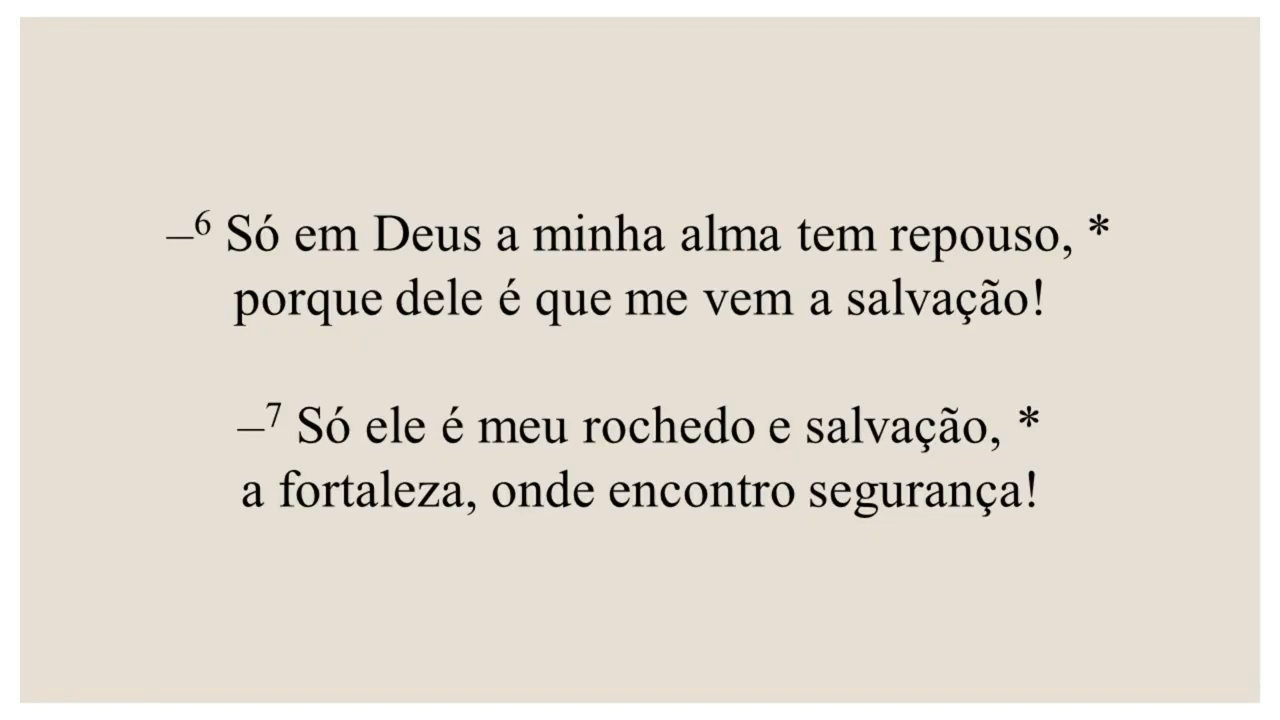 –⁶ Só em Deus a minha alma tem repouso, *
porque dele é que me vem a salvação!
–⁷ Só ele é meu rochedo e salvação, *
a fortaleza, onde encontro segurança!